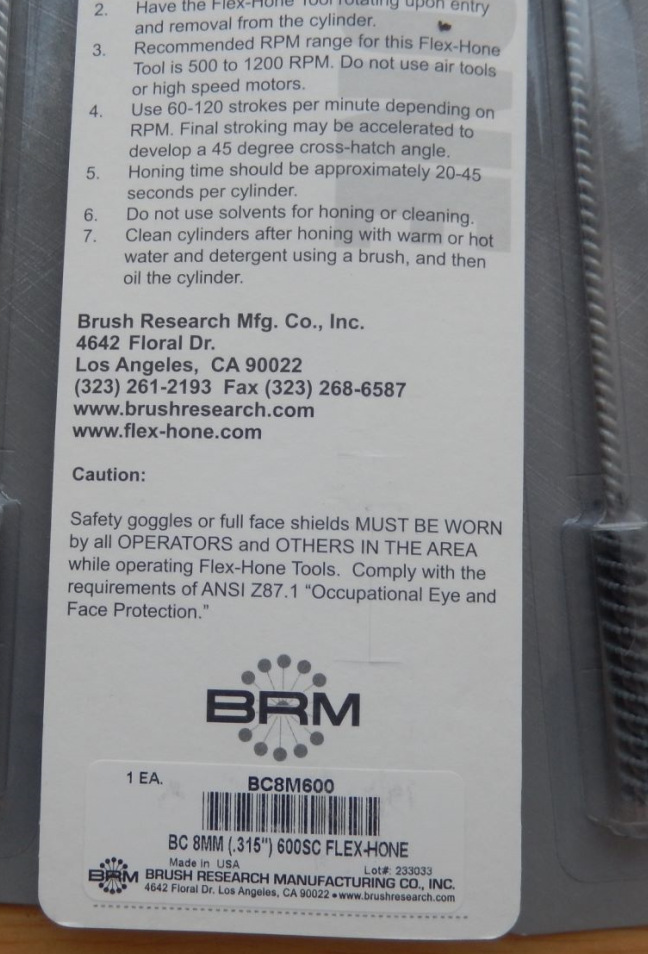 2. Have the Flex-Hone Tool rotating upon entry
and removal from the cylinder.
3. Recommended RPM range for this Flex-Hone
Tool is 500 to 1200 RPM. Do not use air tools
or high speed motors.
4. Use 60-120 strokes per minute depending on
RPM. Final stroking may be accelerated to
develop a 45 degree cross-hatch angle.
5. Honing time should be approximately 20-45
seconds per cylinder.
6. Do not use solvents for honing or cleaning.
7. Clean cylinders after honing with warm or hot
water and detergent using a brush, and then
oil the cylinder.
Brush Research Mfg. Co., Inc.
4642 Floral Dr.
Los Angeles, CA 90022
(323) 261-2193 Fax (323) 268-6587
www.brushresearch.com
www.flex-hone.com
Caution:
Safety goggles or full face shields MUST BE WORN
by all OPERATORS and OTHERS IN THE AREA
while operating Flex-Hone Tools. Comply with the
requirements of ANSI Z87.1 “Occupational Eye and
Face Protection.”
BRM
1 EA. BC8M600
BC 8MM (.315") 600SC FLEX-HONE
Made in USA Lot#: 233033
BRM BRUSH RESEARCH MANUFACTURING CO., INC.
4642 Floral Dr. Los Angeles, CA 90022 • www.brushresearch.com